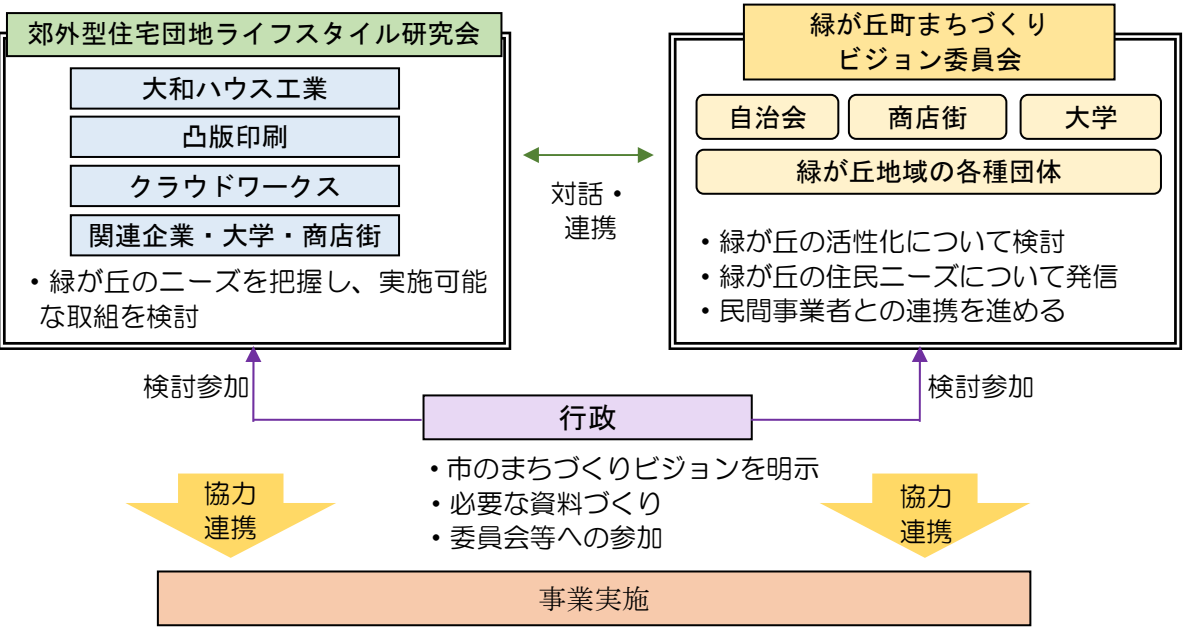 郊外型住宅団地ライフスタイル研究会
大和ハウス工業
凸版印刷
クラウドワークス
関連企業・大学・商店街
・緑が丘のニーズを把握し、実施可能
な取組を検討
対話・
連携
緑が丘町まちづくり
ビジョン委員会
自治会
商店街
大学
緑が丘地域の各種団体
・緑が丘の活性化について検討
・緑が丘の住民ニーズについて発信
・民間事業者との連携を進める
検討参加
検討参加
行政
・市のまちづくりビジョンを明示
・必要な資料づくり
・委員会等への参加
協力
連携
協力
連携
事業実施